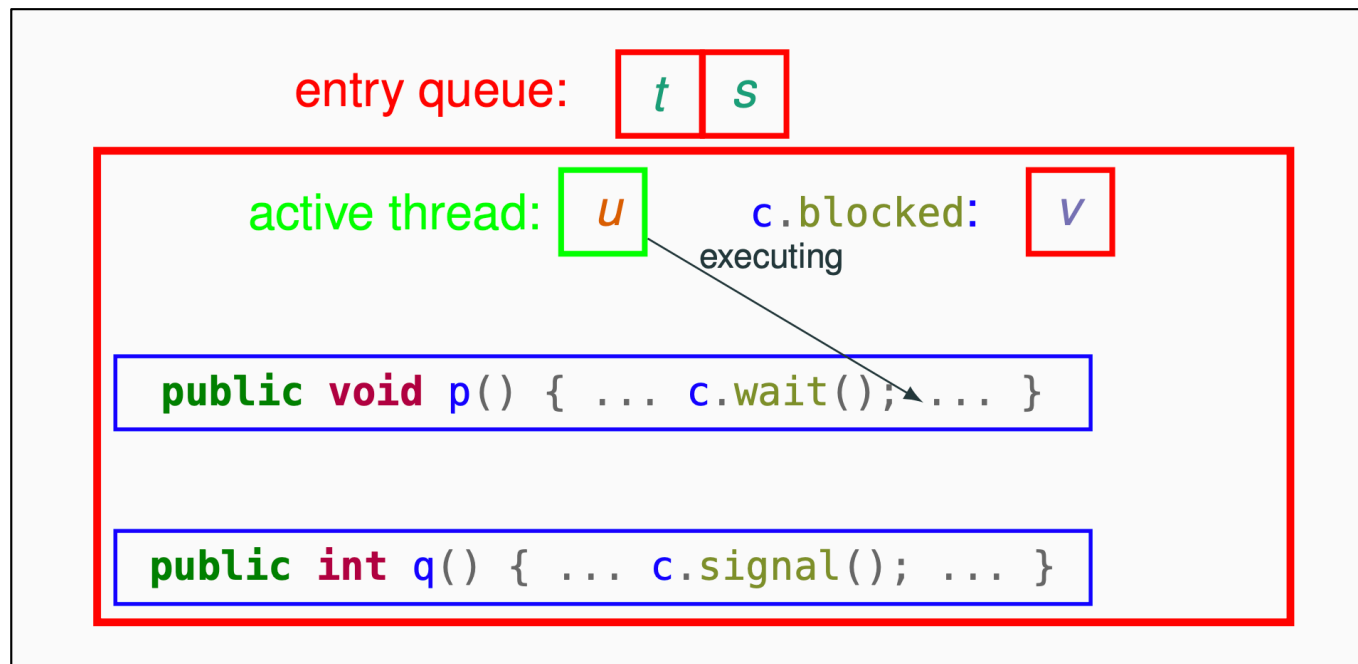 entry queue: t s
active thread: u c.blocked: v
executing
public void p() { ... c.wait(); ... }
public int q() { ... c.signal(); ... }